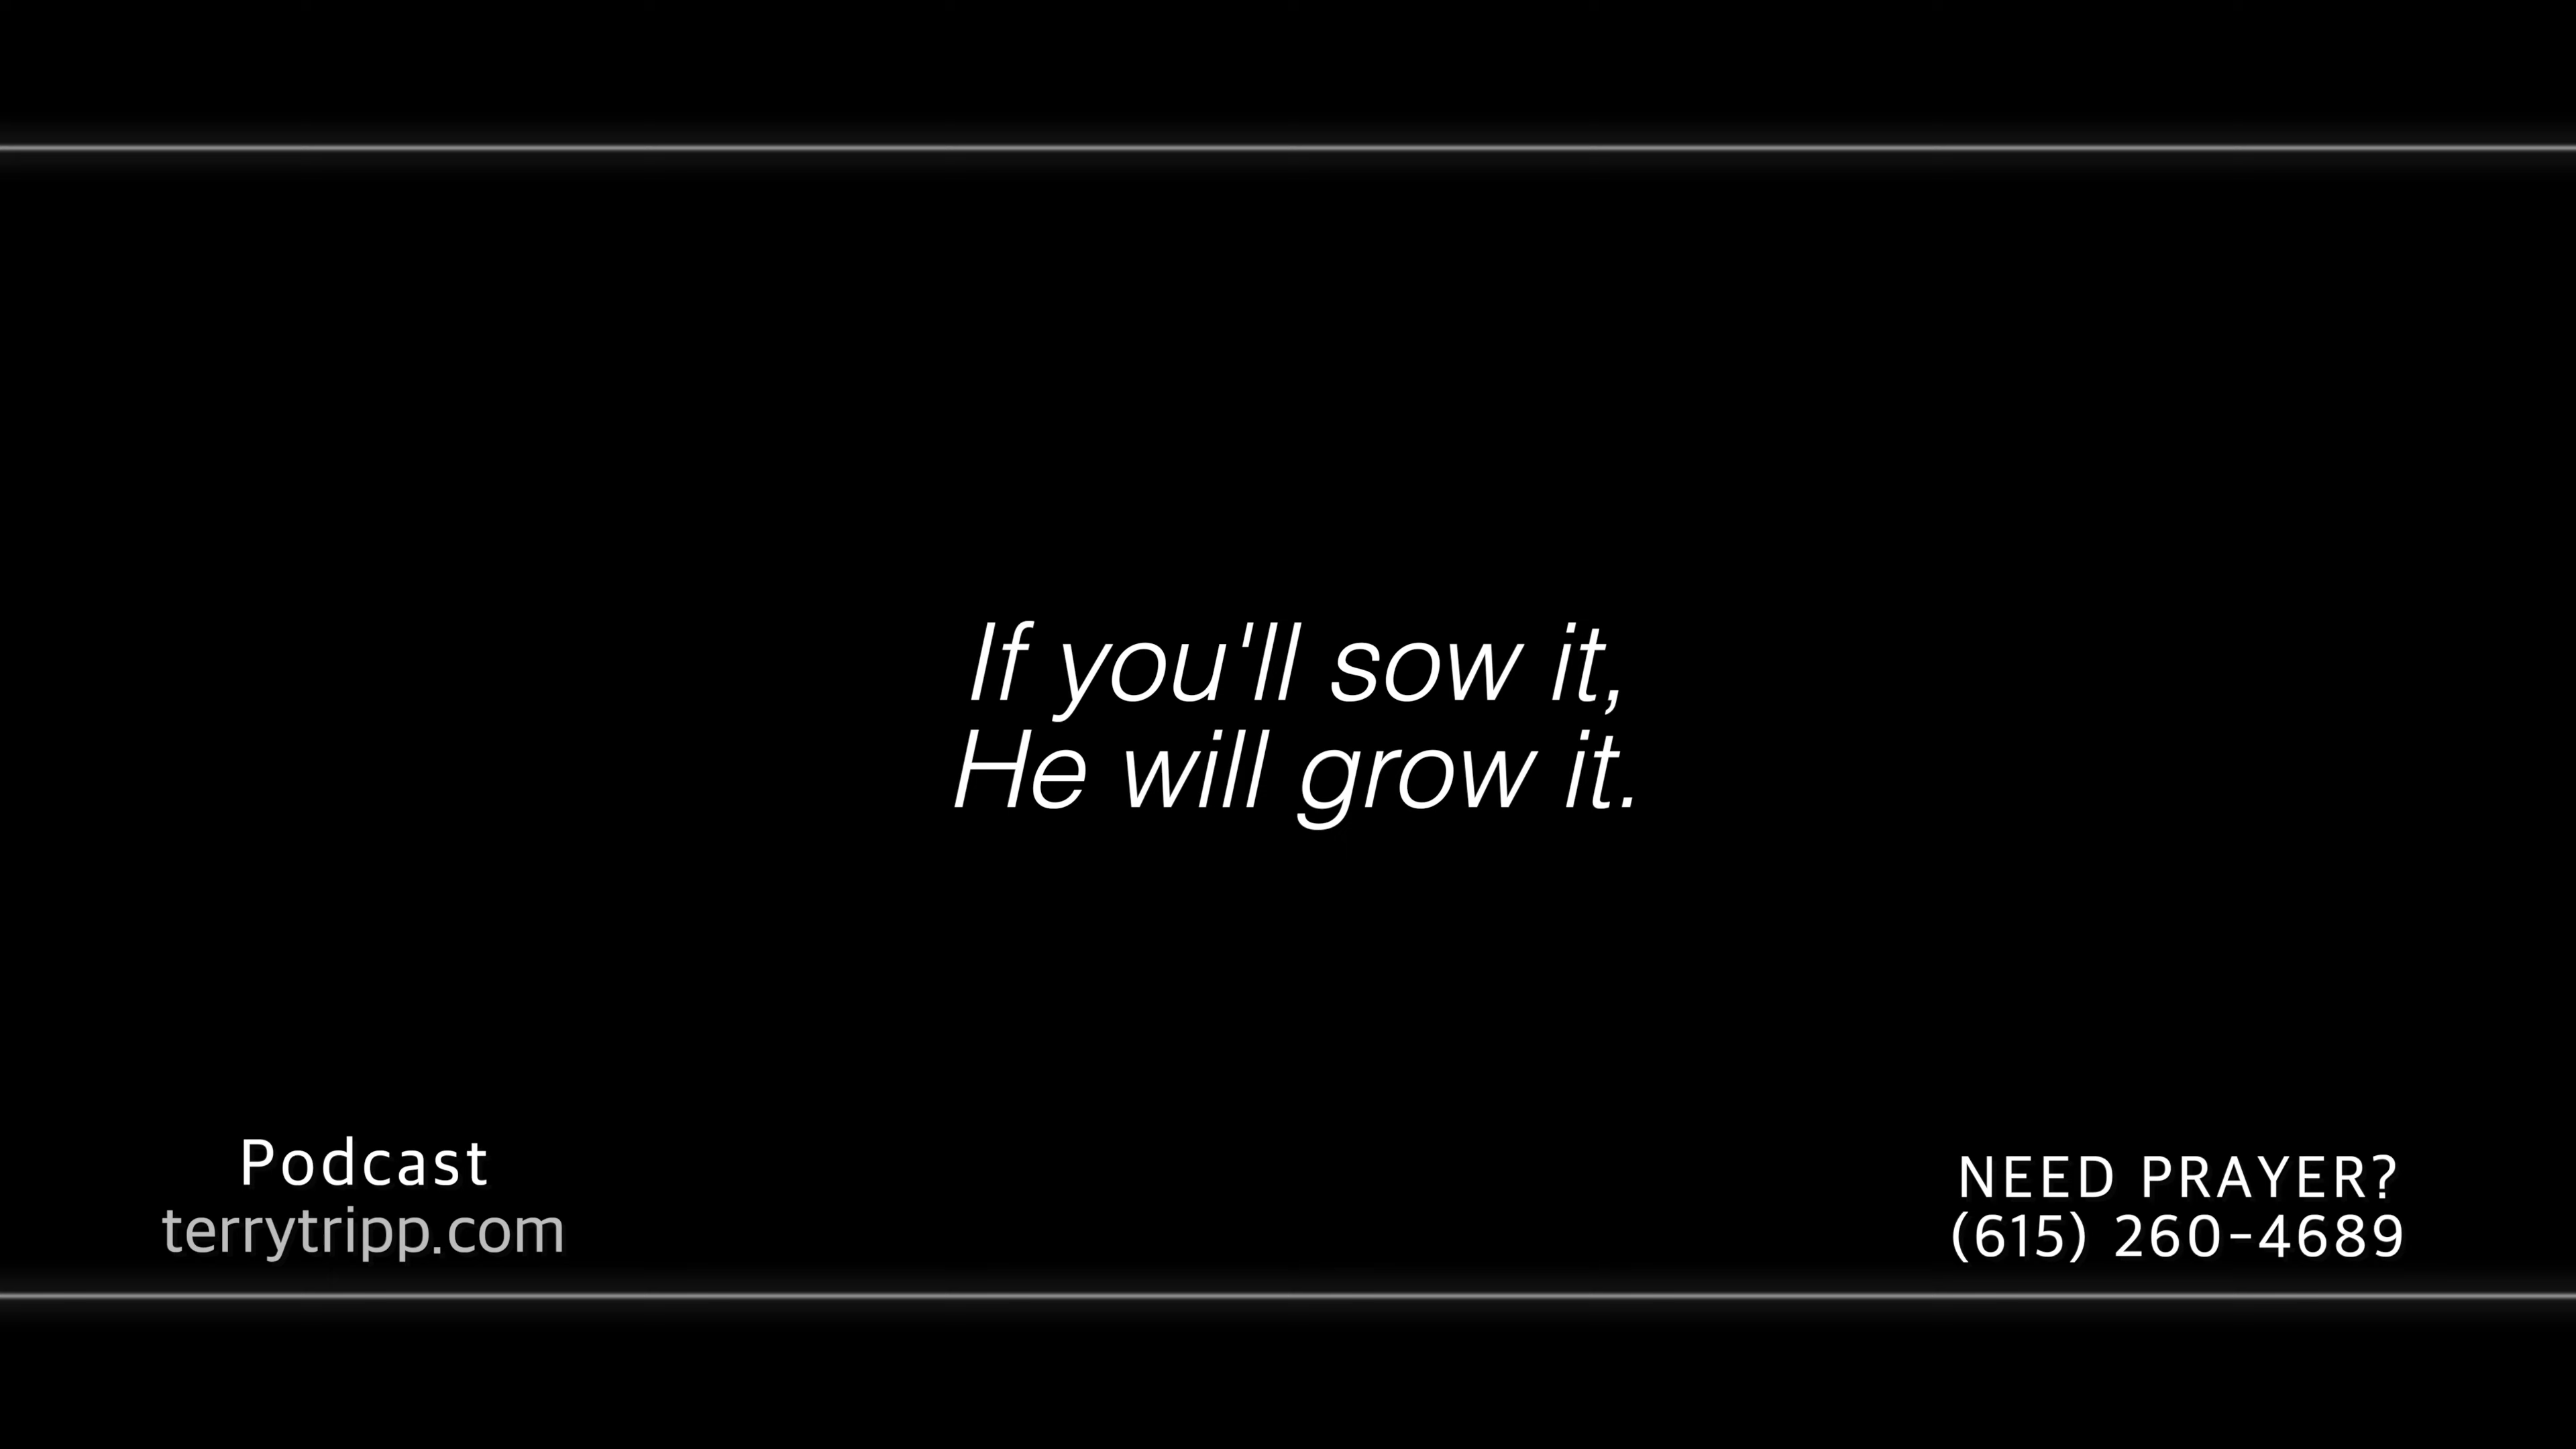 If you'll sow it,
He will grow it.
Podcast
terrytripp.com
NEED PRAYER?
(615) 260-4689